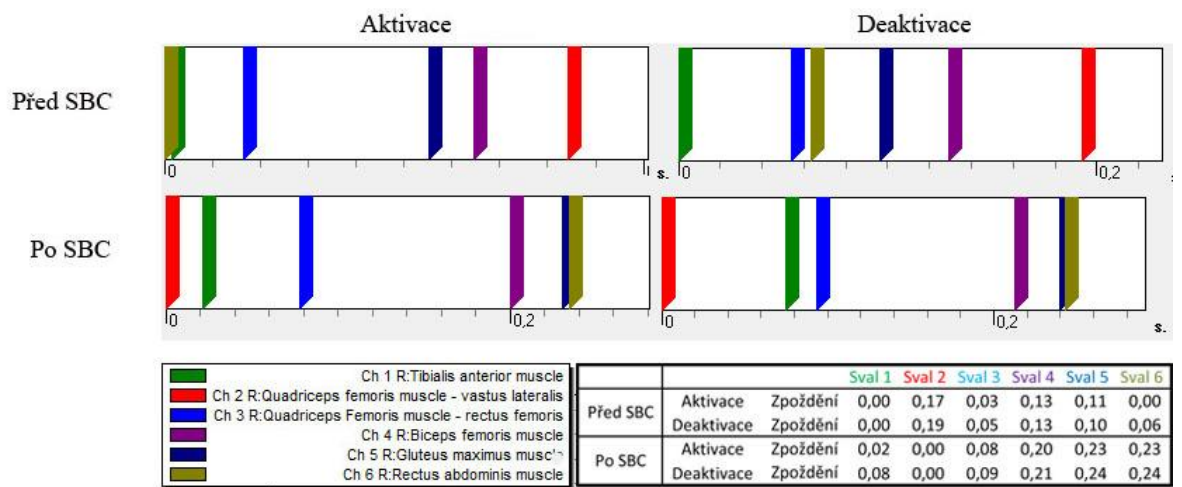 Aktivace Deaktivace
Před SBC
0 s. 0 0,2
Po SBC
0 0,2 0 0,2 s.
Ch 1 R:Tibialis anterior muscle
Ch 2 R:Quadriceps femoris muscle - vastus lateralis
Ch 3 R:Quadriceps Femoris muscle - rectus femoris
Ch 4 R:Biceps femoris muscle
Ch 5 R:Gluteus maximus muscle
Ch 6 R:Rectus abdominis muscle
Sval 1 Sval 2 Sval 3 Sval 4 Sval 5 Sval 6
Před SBC Aktivace Zpoždění 0,00 0,17 0,03 0,13 0,11 0,00
Deaktivace Zpoždění 0,00 0,19 0,05 0,13 0,10 0,06
Po SBC Aktivace Zpoždění 0,02 0,00 0,08 0,20 0,23 0,23
Deaktivace Zpoždění 0,08 0,00 0,09 0,21 0,24 0,24